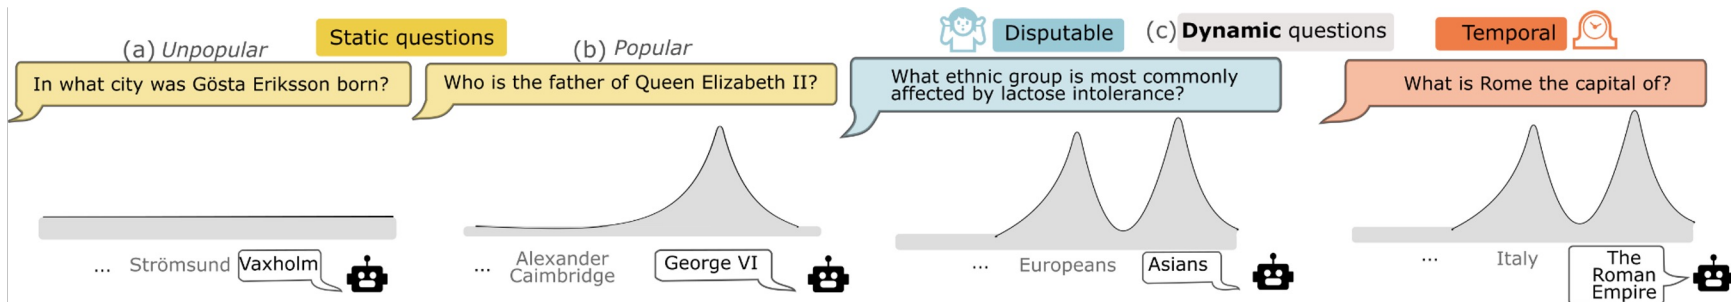 (a) Unpopular
Static questions
(b) Popular
Disputable
(c) Dynamic questions
Temporal
In what city was Gösta Eriksson born?
Who is the father of Queen Elizabeth II?
What ethnic group is most commonly
affected by lactose intolerance?
What is Rome the capital of?
... Strömsund
Vaxholm
... Alexander
Caimbridge
George VI
... Europeans
Asians
... Italy
The
Roman
Empire